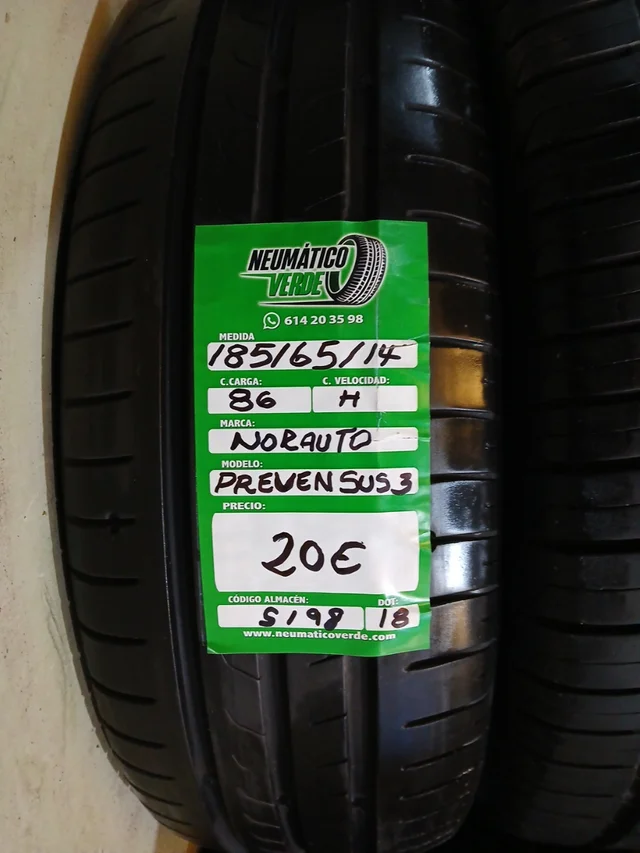 NEUMÁTICO
VERDE
614 20 35 98
MEDIDA
185/65/14
C.CARGA: C. VELOCIDAD:
86 H
MARCA:
NORAUTO
MODELO:
PREVENSUS3
PRECIO:
20€
CÓDIGO ALMACÉN: DOT:
S198 18
www.neumaticoverde.com